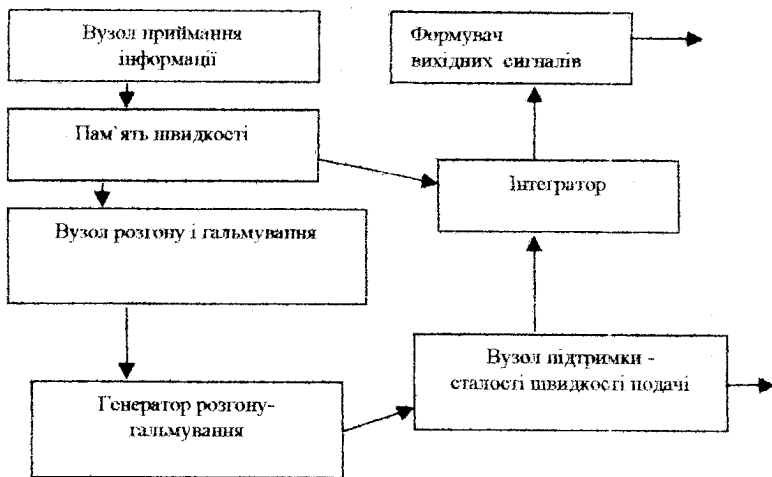 Вузол приймання
інформації
Формувач
вихідних сигналів
Пам`ять швидкості
Інтегратор
Вузол розгону і гальмування
Вузол підтримки -
сталості швидкості подачі
Генератор розгону-
гальмування